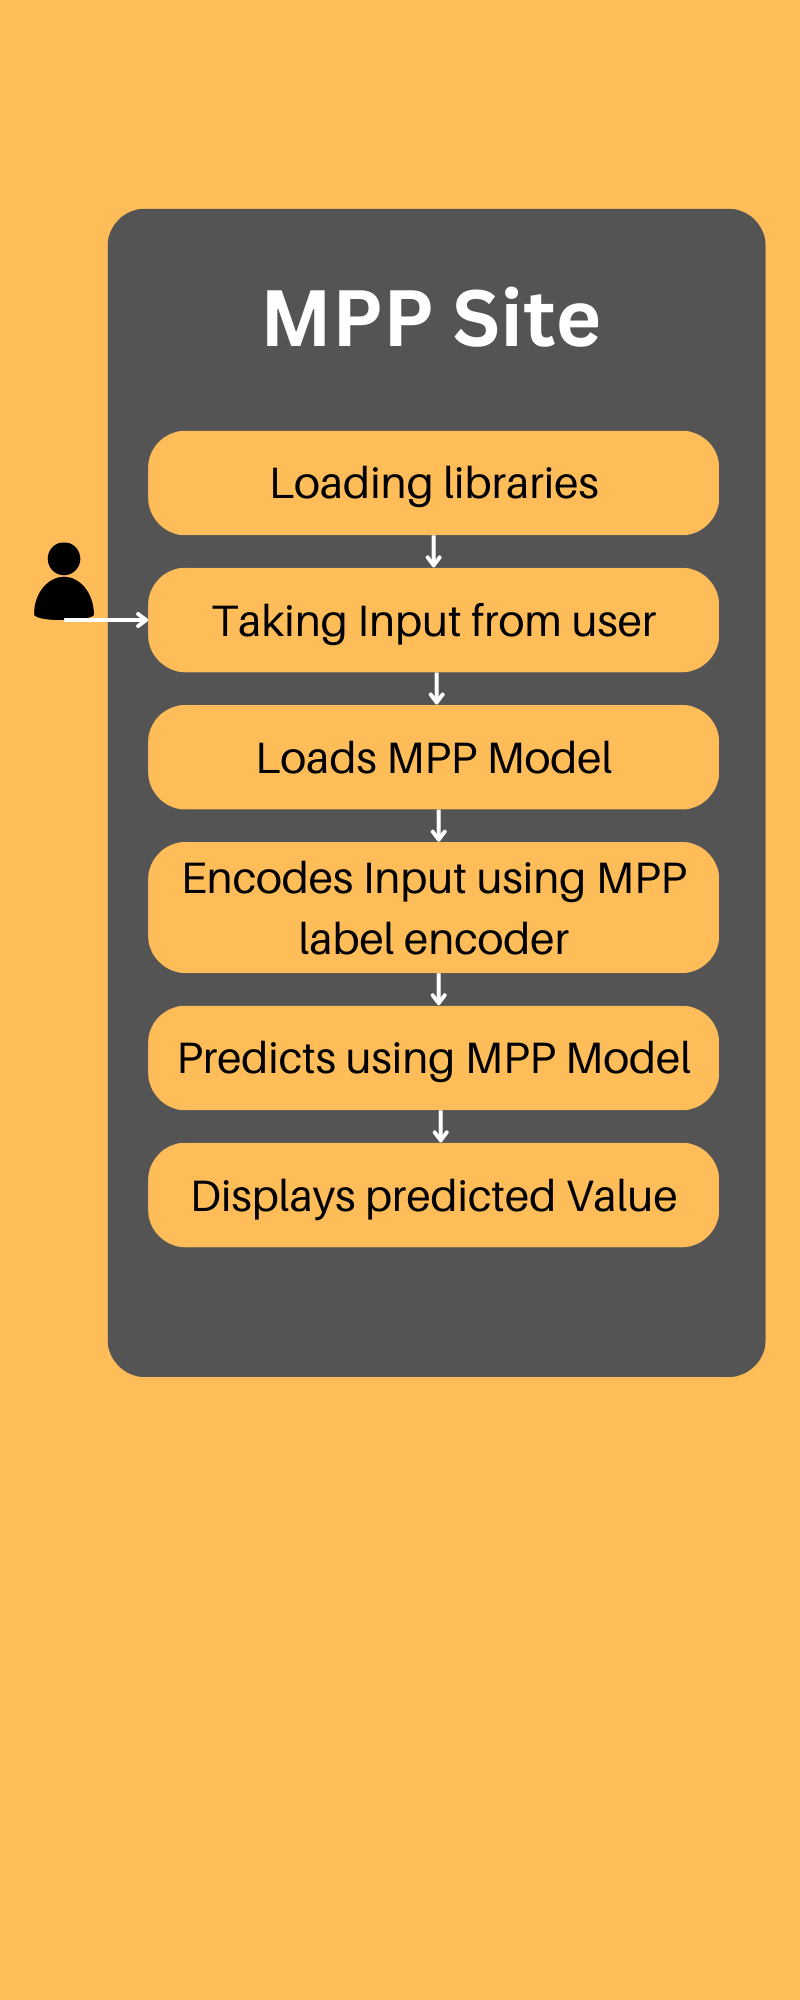 MPP Site
Loading libraries
Taking Input from user
Loads MPP Model
Encodes Input using MPP
label encoder
Predicts using MPP Model
Displays predicted Value